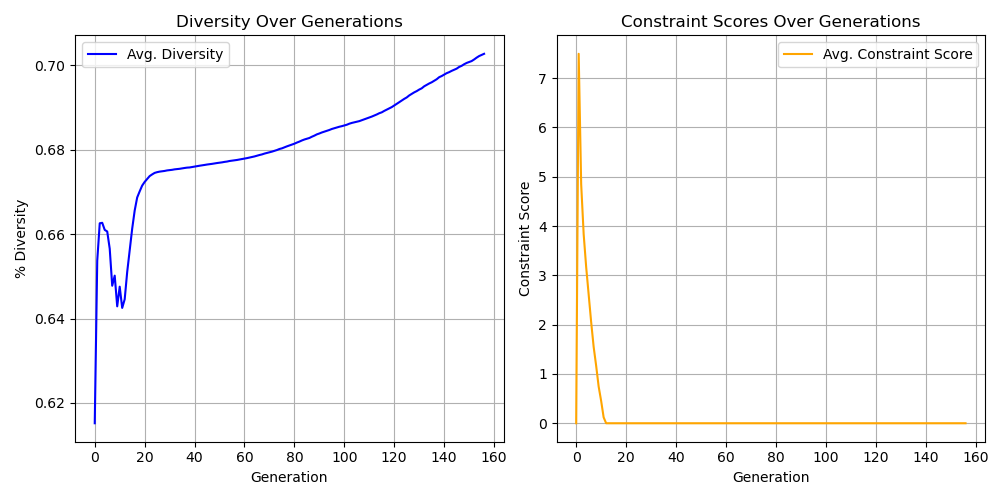 Diversity Over Generations
Avg. Diversity
% Diversity
0.70
0.68
0.66
0.64
0.62
0 20 40 60 80 100 120 140 160
Generation
Constraint Scores Over Generations
Avg. Constraint Score
Constraint Score
7
6
5
4
3
2
1
0
0 20 40 60 80 100 120 140 160
Generation